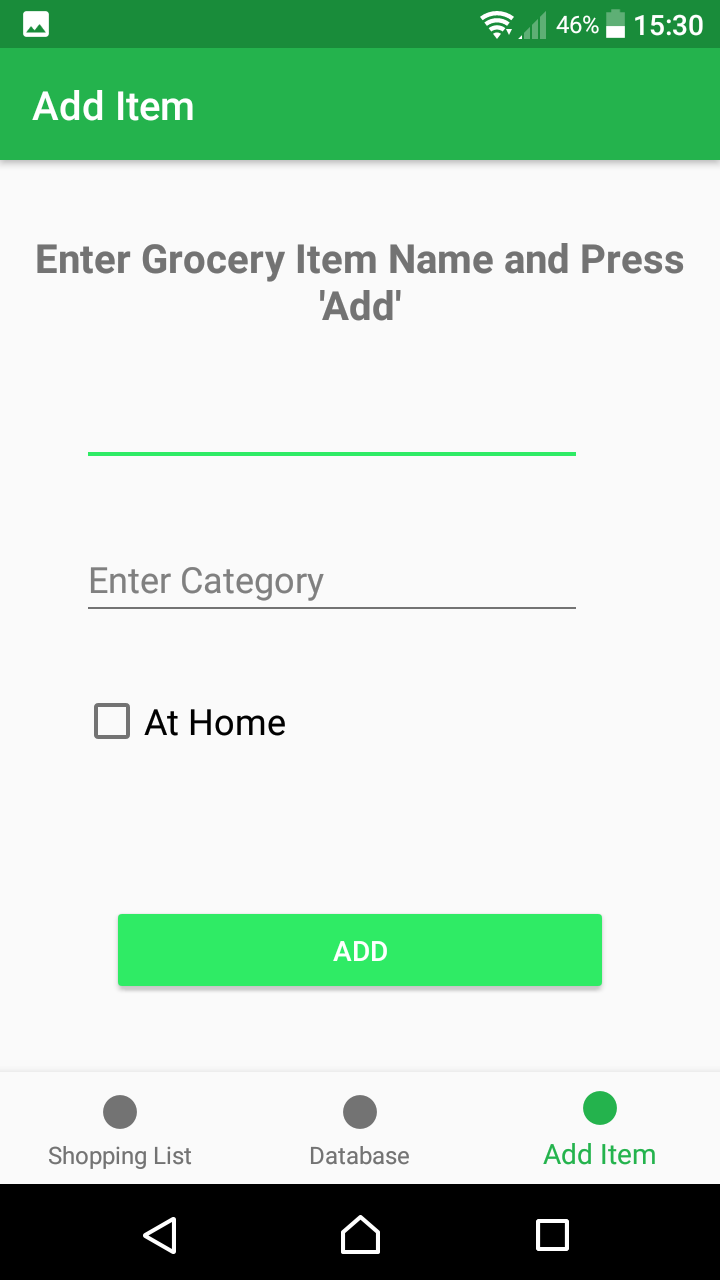 46% 15:30
Add Item
Enter Grocery Item Name and Press
'Add'
Enter Category
At Home
ADD
Shopping List Database Add Item